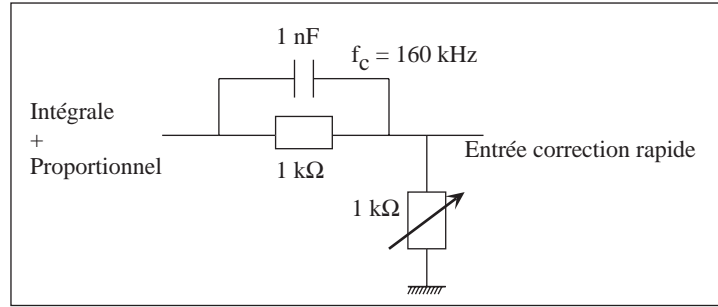 1 nF
f_c = 160 kHz
Intégrale
+
Proportionnel
1 kΩ
Entrée correction rapide
1 kΩ